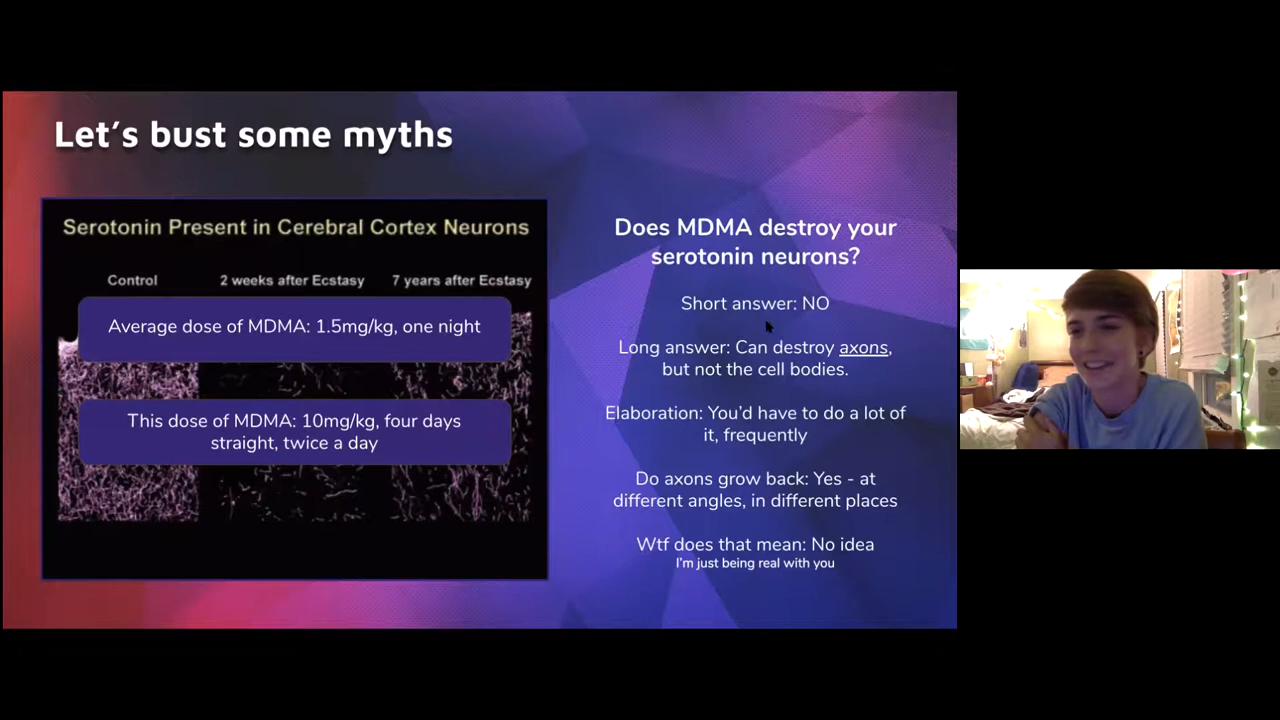 Let's bust some myths
Serotonin Present in Cerebral Cortex Neurons
Control 2 weeks after Ecstasy 7 years after Ecstasy
Average dose of MDMA: 1.5mg/kg, one night
This dose of MDMA: 10mg/kg, four days
straight, twice a day
Does MDMA destroy your
serotonin neurons?
Short answer: NO
Long answer: Can destroy axons,
but not the cell bodies.
Elaboration: You'd have to do a lot of
it, frequently
Do axons grow back: Yes - at
different angles, in different places
Wtf does that mean: No idea
I'm just being real with you